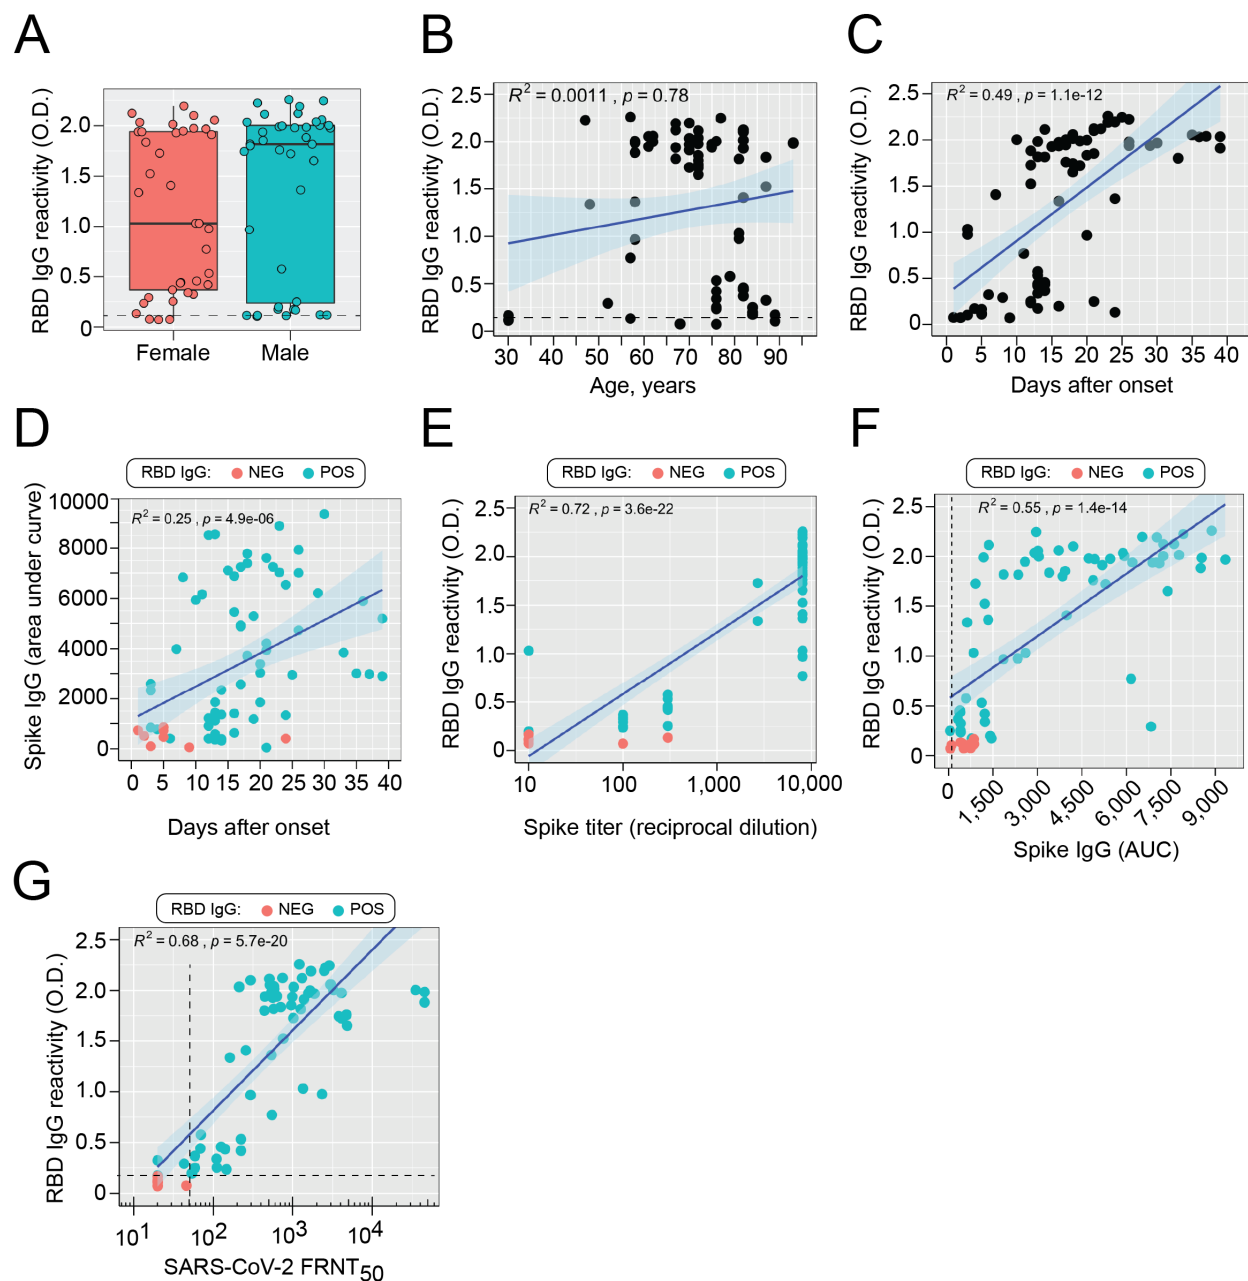 A
B
C
RBD IgG reactivity (O.D.)
2.0
1.5
1.0
0.5
0
Female
Male
RBD IgG reactivity (O.D.)
2.5
2.0
1.5
1.0
0.5
0
R² = 0.0011 , p = 0.78
30 40 50 60 70 80 90
Age, years
RBD IgG reactivity (O.D.)
2.5
2.0
1.5
1.0
0.5
0
R² = 0.49 , p = 1.1e-12
0 5 10 15 20 25 30 35 40
Days after onset
D
E
F
RBD IgG: NEG POS
Spike IgG (area under curve)
10000
8000
6000
4000
2000
0
R² = 0.25 , p = 4.9e-06
0 5 10 15 20 25 30 35 40
Days after onset
RBD IgG: NEG POS
RBD IgG reactivity (O.D.)
2.5
2.0
1.5
1.0
0.5
0
R² = 0.72 , p = 3.6e-22
10 100 1,000 10,000
Spike titer (reciprocal dilution)
RBD IgG: NEG POS
RBD IgG reactivity (O.D.)
2.5
2.0
1.5
1.0
0.5
0
R² = 0.55 , p = 1.4e-14
0 1,500 3,000 4,500 6,000 7,500 9,000
Spike IgG (AUC)
G
RBD IgG: NEG POS
RBD IgG reactivity (O.D.)
2.5
2.0
1.5
1.0
0.5
0
R² = 0.68 , p = 5.7e-20
10¹ 10² 10³ 10⁴
SARS-CoV-2 FRNT₅₀